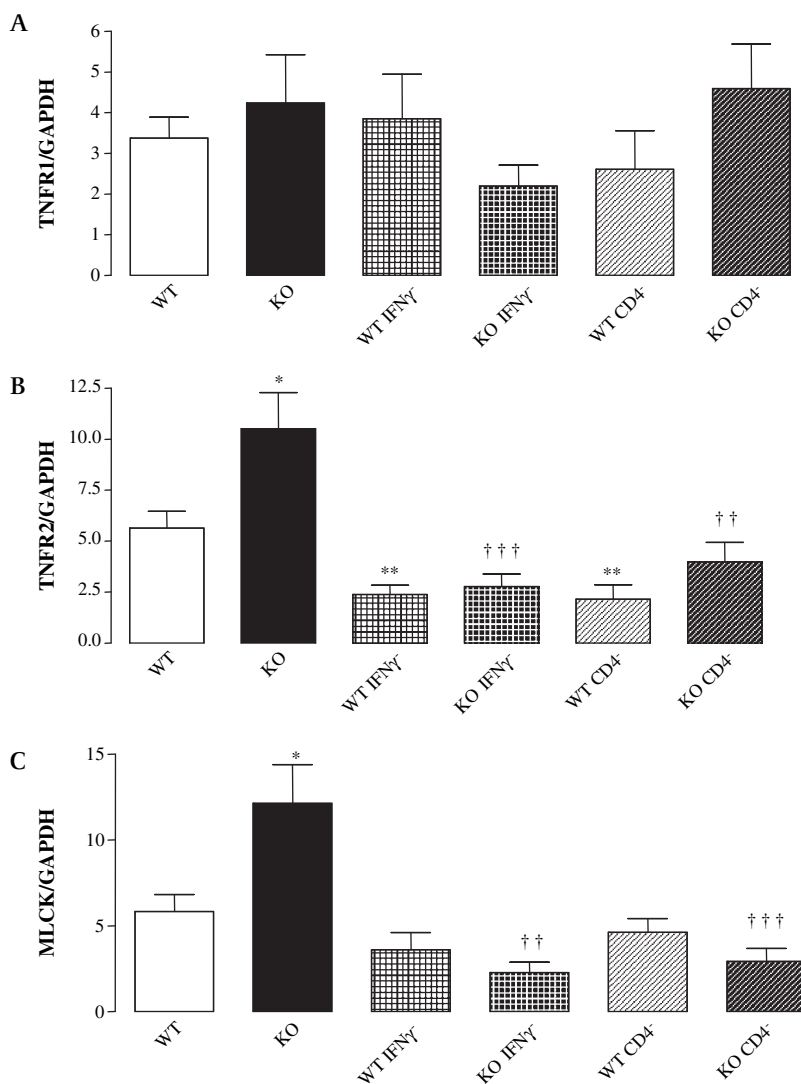 A
TNFR1/GAPDH
6
5
4
3
2
1
0
WT
KO
WT IFNγ-
KO IFNγ-
WT CD4-
KO CD4-
B
TNFR2/GAPDH
12.5
10.0
7.5
5.0
2.5
0.0
*
**
†††
**
††
WT
KO
WT IFNγ-
KO IFNγ-
WT CD4-
KO CD4-
C
MLCK/GAPDH
15
10
5
0
*
††
†††
WT
KO
WT IFNγ-
KO IFNγ-
WT CD4-
KO CD4-